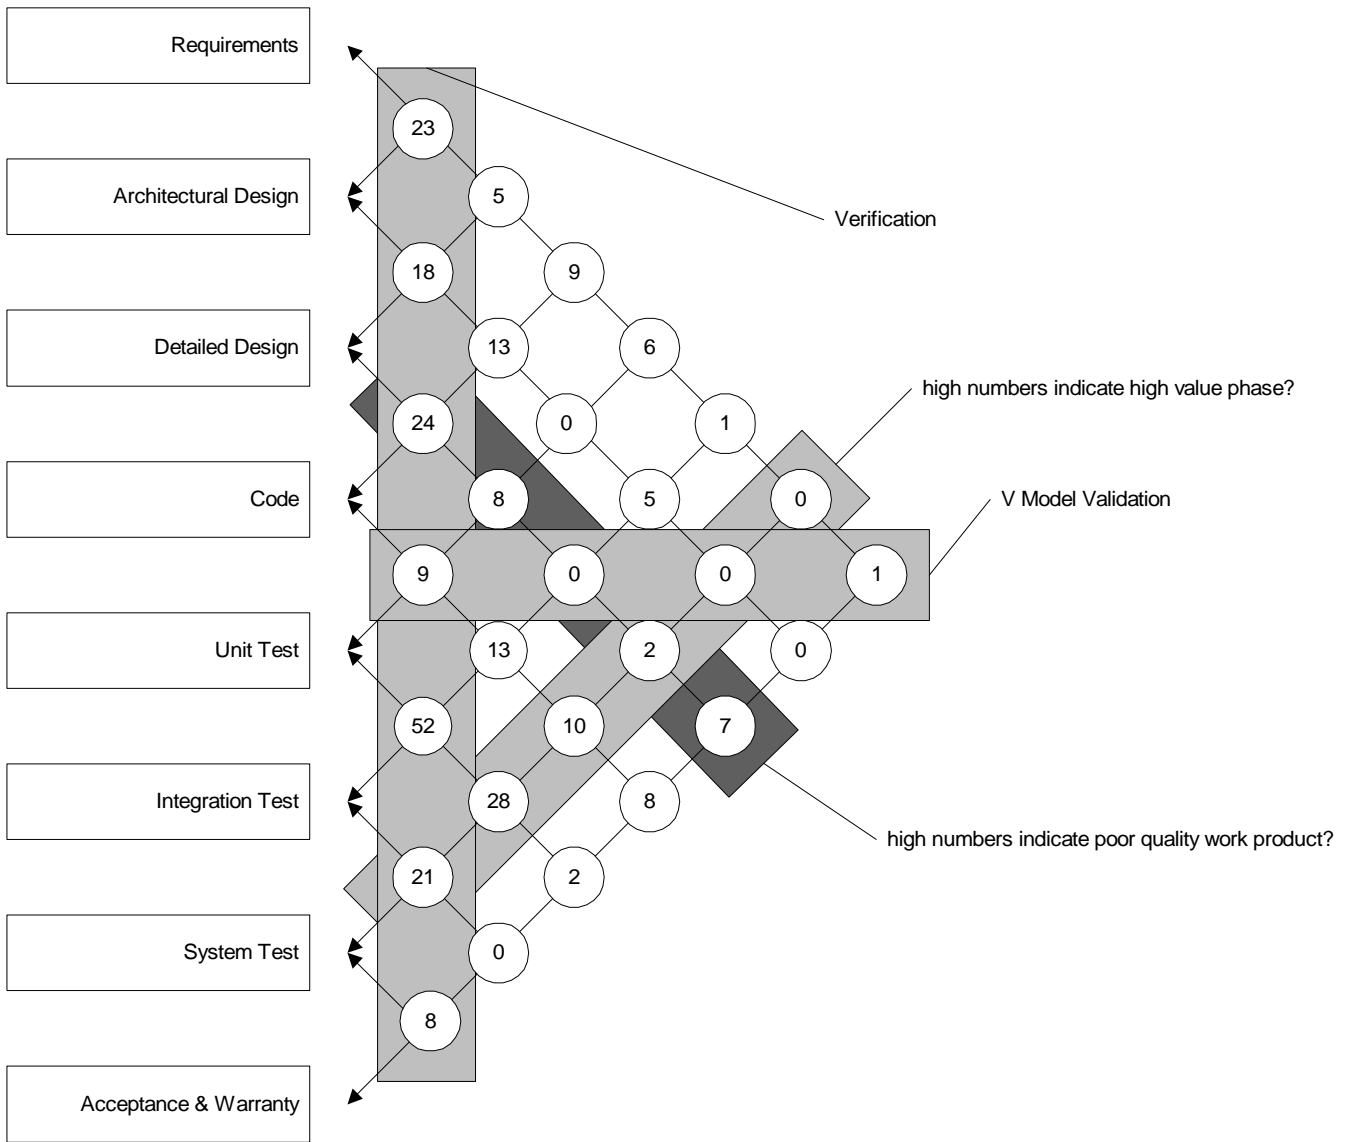 Requirements
23
Architectural Design
5
Verification
18
9
Detailed Design
13
6
high numbers indicate high value phase?
24
0
1
Code
8
5
0
V Model Validation
9
0
0
1
Unit Test
13
2
0
52
10
7
Integration Test
28
8
high numbers indicate poor quality work product?
21
2
System Test
0
8
Acceptance & Warranty